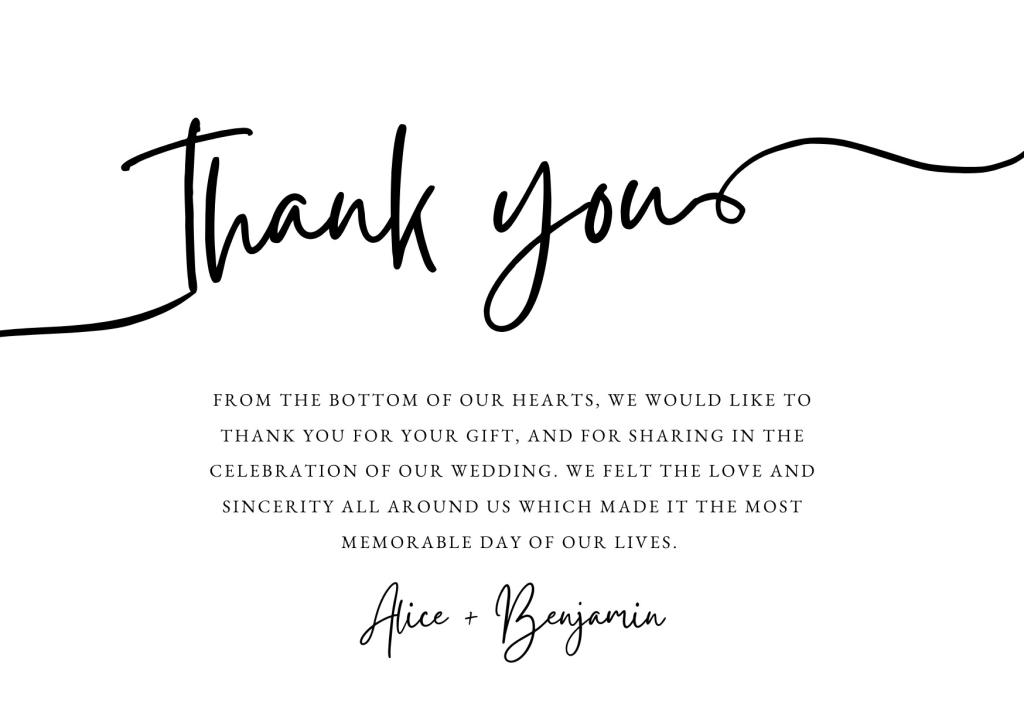 Thank you
FROM THE BOTTOM OF OUR HEARTS, WE WOULD LIKE TO
THANK YOU FOR YOUR GIFT, AND FOR SHARING IN THE
CELEBRATION OF OUR WEDDING. WE FELT THE LOVE AND
SINCERITY ALL AROUND US WHICH MADE IT THE MOST
MEMORABLE DAY OF OUR LIVES.
Alice + Benjamin